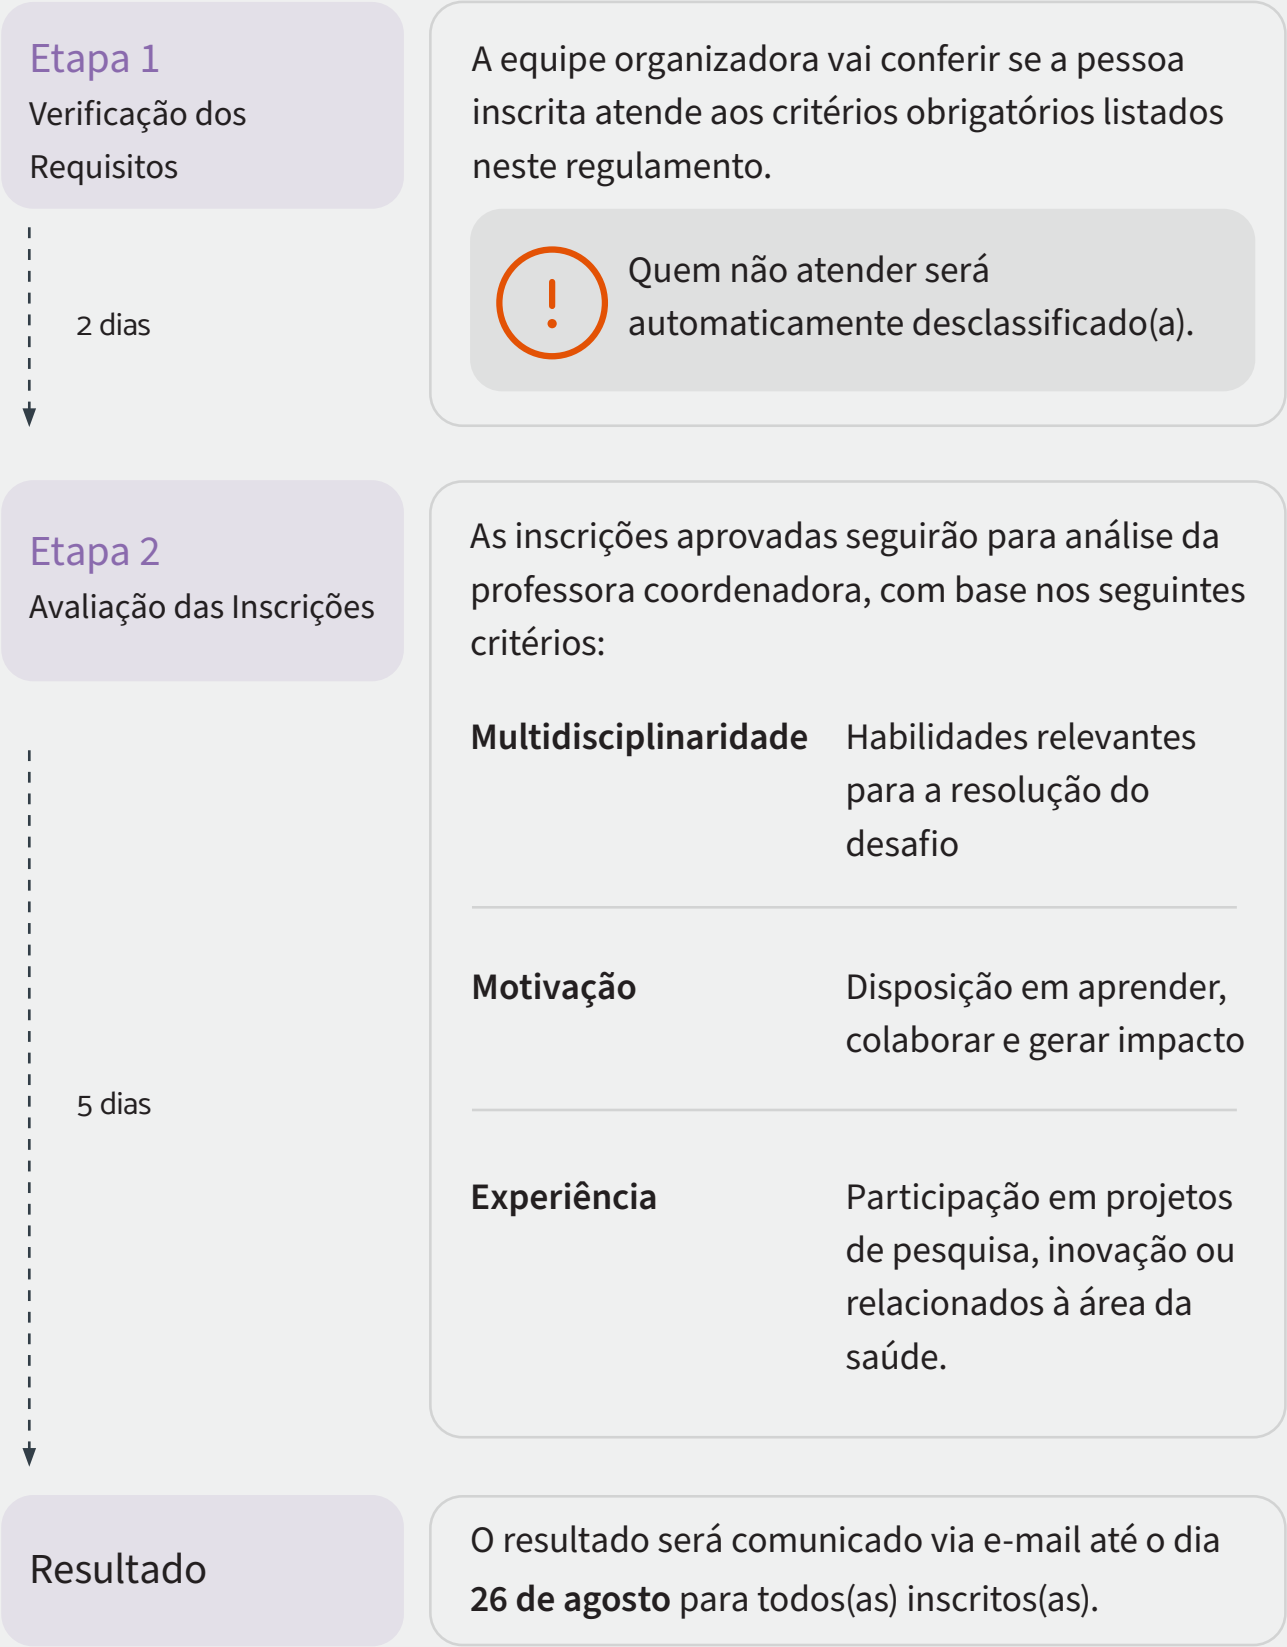 Etapa 1
Verificação dos
Requisitos
A equipe organizadora vai conferir se a pessoa
inscrita atende aos critérios obrigatórios listados
neste regulamento.
Quem não atender será
automaticamente desclassificado(a).
2 dias
Etapa 2
Avaliação das Inscrições
As inscrições aprovadas seguirão para análise da
professora coordenadora, com base nos seguintes
critérios:
Multidisciplinaridade
Habilidades relevantes
para a resolução do
desafio
Motivação
Disposição em aprender,
colaborar e gerar impacto
5 dias
Experiência
Participação em projetos
de pesquisa, inovação ou
relacionados à área da
saúde.
Resultado
O resultado será comunicado via e-mail até o dia
26 de agosto para todos(as) inscritos(as).